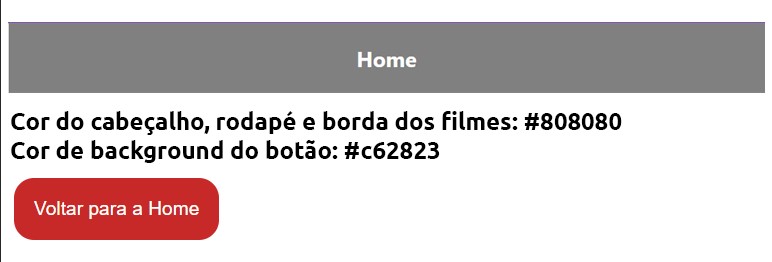 Home
Cor do cabeçalho, rodapé e borda dos filmes: #808080
Cor de background do botão: #c62823
Voltar para a Home